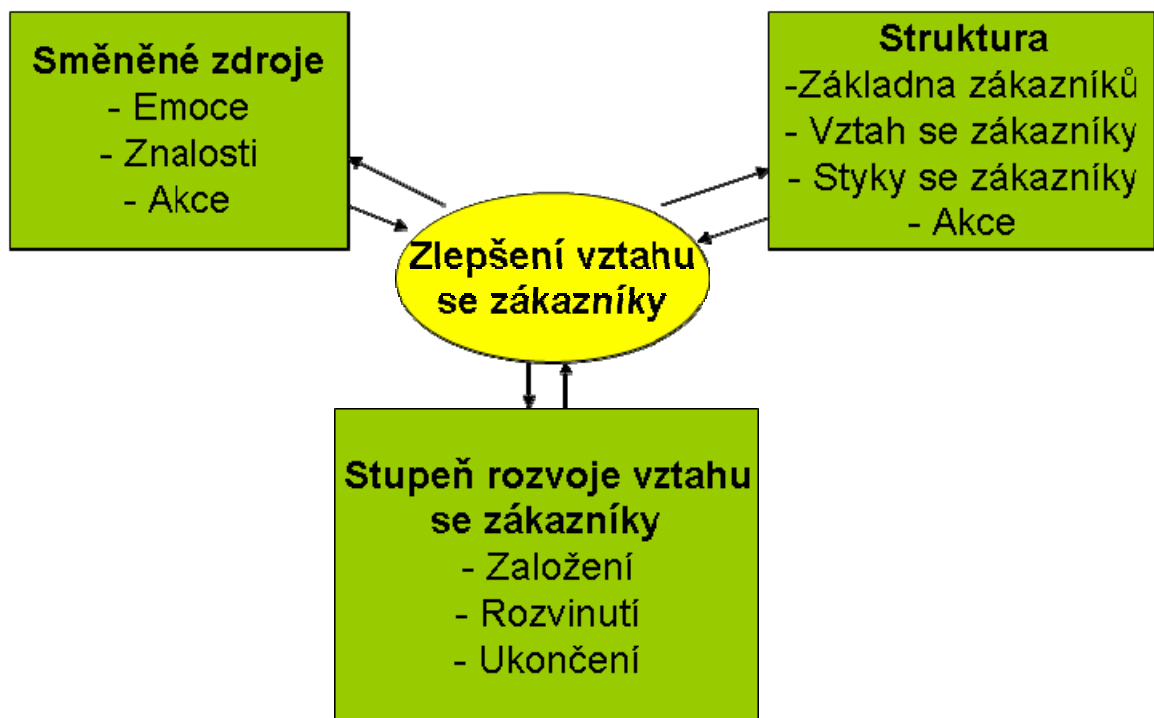 Směněné zdroje
- Emoce
- Znalosti
- Akce
Struktura
-Základna zákazníků
- Vztah se zákazníky
- Styky se zákazníky
- Akce
Zlepšení vztahu
se zákazníky
Stupeň rozvoje vztahu
se zákazníky
- Založení
- Rozvinutí
- Ukončení